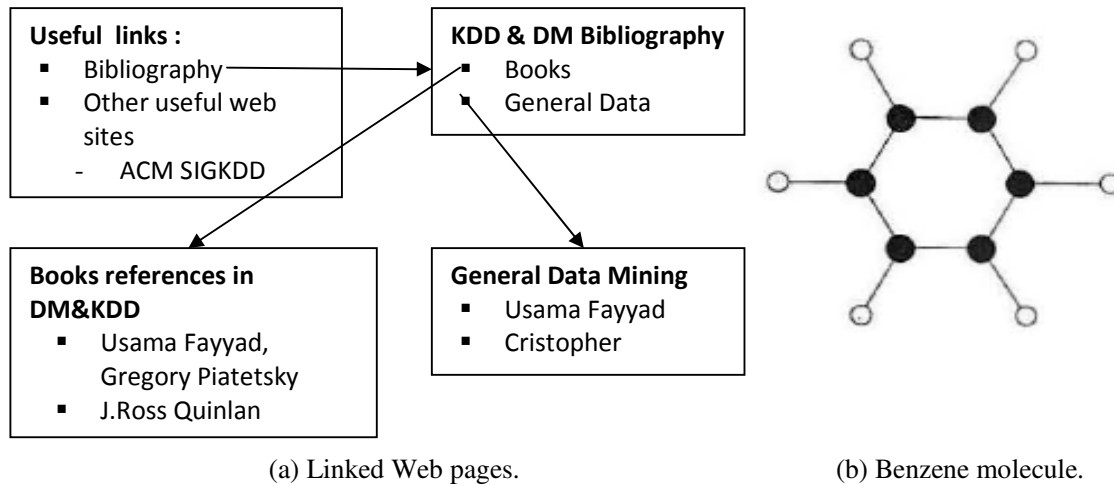 Useful links :
▪ Bibliography
▪ Other useful web
sites
- ACM SIGKDD
KDD & DM Bibliography
▪ Books
▪ General Data
Books references in
DM&KDD
▪ Usama Fayyad,
Gregory Piatetsky
▪ J.Ross Quinlan
General Data Mining
▪ Usama Fayyad
▪ Cristopher
(a) Linked Web pages.
(b) Benzene molecule.